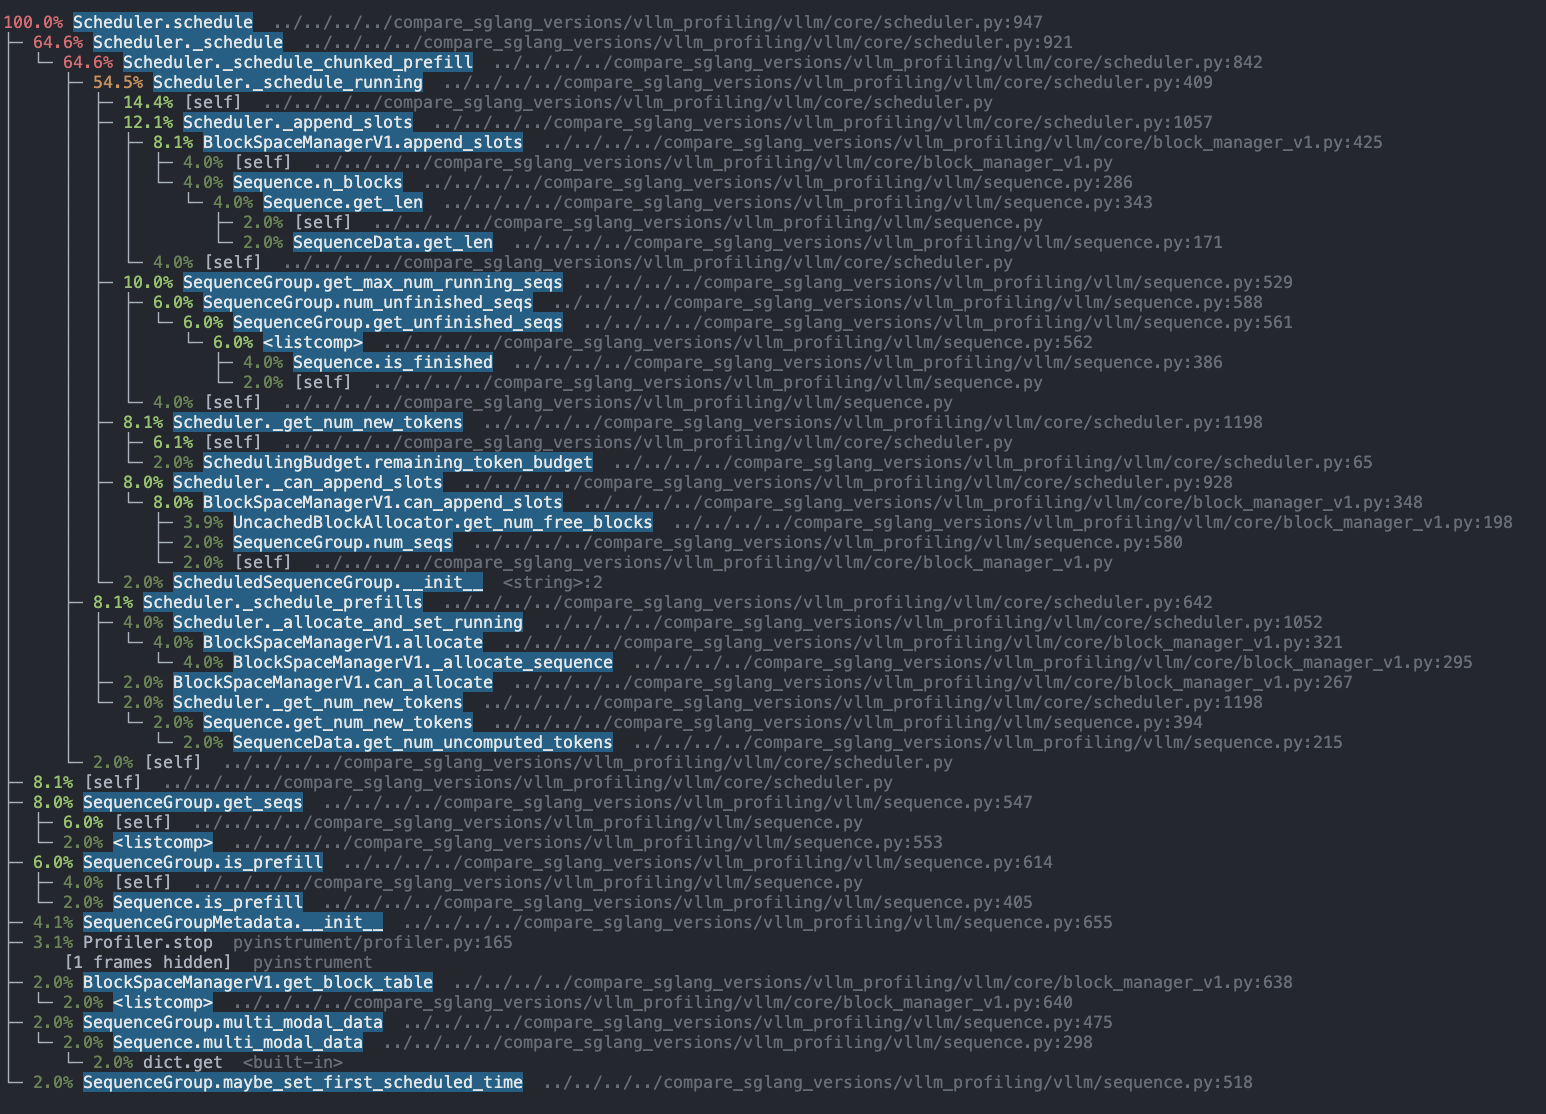 100.0% Scheduler.schedule ../../../../compare_sglang_versions/vllm_profiling/vllm/core/scheduler.py:947
├─ 64.6% Scheduler._schedule ../../../../compare_sglang_versions/vllm_profiling/vllm/core/scheduler.py:921
│  └─ 64.6% Scheduler._schedule_chunked_prefill ../../../../compare_sglang_versions/vllm_profiling/vllm/core/scheduler.py:842
│     ├─ 54.5% Scheduler._schedule_running ../../../../compare_sglang_versions/vllm_profiling/vllm/core/scheduler.py:409
│     │  ├─ 14.4% [self] ../../../../compare_sglang_versions/vllm_profiling/vllm/core/scheduler.py
│     │  ├─ 12.1% Scheduler._append_slots ../../../../compare_sglang_versions/vllm_profiling/vllm/core/scheduler.py:1057
│     │  │  ├─ 8.1% BlockSpaceManagerV1.append_slots ../../../../compare_sglang_versions/vllm_profiling/vllm/core/block_manager_v1.py:425
│     │  │  │  ├─ 4.0% [self] ../../../../compare_sglang_versions/vllm_profiling/vllm/core/block_manager_v1.py
│     │  │  │  └─ 4.0% Sequence.n_blocks ../../../../compare_sglang_versions/vllm_profiling/vllm/sequence.py:286
│     │  │  │     └─ 4.0% Sequence.get_len ../../../../compare_sglang_versions/vllm_profiling/vllm/sequence.py:343
│     │  │  │        ├─ 2.0% [self] ../../../../compare_sglang_versions/vllm_profiling/vllm/sequence.py
│     │  │  │        └─ 2.0% SequenceData.get_len ../../../../compare_sglang_versions/vllm_profiling/vllm/sequence.py:171
│     │  │  └─ 4.0% [self] ../../../../compare_sglang_versions/vllm_profiling/vllm/core/scheduler.py
│     │  ├─ 10.0% SequenceGroup.get_max_num_running_seqs ../../../../compare_sglang_versions/vllm_profiling/vllm/sequence.py:529
│     │  │  ├─ 6.0% SequenceGroup.num_unfinished_seqs ../../../../compare_sglang_versions/vllm_profiling/vllm/sequence.py:588
│     │  │  │  └─ 6.0% SequenceGroup.get_unfinished_seqs ../../../../compare_sglang_versions/vllm_profiling/vllm/sequence.py:561
│     │  │  │     └─ 6.0% <listcomp> ../../../../compare_sglang_versions/vllm_profiling/vllm/sequence.py:562
│     │  │  │        ├─ 4.0% Sequence.is_finished ../../../../compare_sglang_versions/vllm_profiling/vllm/sequence.py:386
│     │  │  │        └─ 2.0% [self] ../../../../compare_sglang_versions/vllm_profiling/vllm/sequence.py
│     │  │  └─ 4.0% [self] ../../../../compare_sglang_versions/vllm_profiling/vllm/sequence.py
│     │  ├─ 8.1% Scheduler._get_num_new_tokens ../../../../compare_sglang_versions/vllm_profiling/vllm/core/scheduler.py:1198
│     │  │  ├─ 6.1% [self] ../../../../compare_sglang_versions/vllm_profiling/vllm/core/scheduler.py
│     │  │  └─ 2.0% SchedulingBudget.remaining_token_budget ../../../../compare_sglang_versions/vllm_profiling/vllm/core/scheduler.py:65
│     │  ├─ 8.0% Scheduler._can_append_slots ../../../../compare_sglang_versions/vllm_profiling/vllm/core/scheduler.py:928
│     │  │  └─ 8.0% BlockSpaceManagerV1.can_append_slots ../../../../compare_sglang_versions/vllm_profiling/vllm/core/block_manager_v1.py:348
│     │  │     ├─ 3.9% UncachedBlockAllocator.get_num_free_blocks ../../../../compare_sglang_versions/vllm_profiling/vllm/core/block_manager_v1.py:198
│     │  │     ├─ 2.0% SequenceGroup.num_seqs ../../../../compare_sglang_versions/vllm_profiling/vllm/sequence.py:580
│     │  │     └─ 2.0% [self] ../../../../compare_sglang_versions/vllm_profiling/vllm/core/block_manager_v1.py
│     │  └─ 2.0% ScheduledSequenceGroup.__init__ <string>:2
│     ├─ 8.1% Scheduler._schedule_prefills ../../../../compare_sglang_versions/vllm_profiling/vllm/core/scheduler.py:642
│     │  ├─ 4.0% Scheduler._allocate_and_set_running ../../../../compare_sglang_versions/vllm_profiling/vllm/core/scheduler.py:1052
│     │  │  └─ 4.0% BlockSpaceManagerV1.allocate ../../../../compare_sglang_versions/vllm_profiling/vllm/core/block_manager_v1.py:321
│     │  │     └─ 4.0% BlockSpaceManagerV1._allocate_sequence ../../../../compare_sglang_versions/vllm_profiling/vllm/core/block_manager_v1.py:295
│     │  ├─ 2.0% BlockSpaceManagerV1.can_allocate ../../../../compare_sglang_versions/vllm_profiling/vllm/core/block_manager_v1.py:267
│     │  └─ 2.0% Scheduler._get_num_new_tokens ../../../../compare_sglang_versions/vllm_profiling/vllm/core/scheduler.py:1198
│     │     └─ 2.0% Sequence.get_num_new_tokens ../../../../compare_sglang_versions/vllm_profiling/vllm/sequence.py:394
│     │        └─ 2.0% SequenceData.get_num_uncomputed_tokens ../../../../compare_sglang_versions/vllm_profiling/vllm/sequence.py:215
│     └─ 2.0% [self] ../../../../compare_sglang_versions/vllm_profiling/vllm/core/scheduler.py
├─ 8.1% [self] ../../../../compare_sglang_versions/vllm_profiling/vllm/core/scheduler.py
├─ 8.0% SequenceGroup.get_seqs ../../../../compare_sglang_versions/vllm_profiling/vllm/sequence.py:547
│  ├─ 6.0% [self] ../../../../compare_sglang_versions/vllm_profiling/vllm/sequence.py
│  └─ 2.0% <listcomp> ../../../../compare_sglang_versions/vllm_profiling/vllm/sequence.py:553
├─ 6.0% SequenceGroup.is_prefill ../../../../compare_sglang_versions/vllm_profiling/vllm/sequence.py:614
│  ├─ 4.0% [self] ../../../../compare_sglang_versions/vllm_profiling/vllm/sequence.py
│  └─ 2.0% Sequence.is_prefill ../../../../compare_sglang_versions/vllm_profiling/vllm/sequence.py:405
├─ 4.1% SequenceGroupMetadata.__init__ ../../../../compare_sglang_versions/vllm_profiling/vllm/sequence.py:655
├─ 3.1% Profiler.stop pyinstrument/profiler.py:165
│     [1 frames hidden] pyinstrument
├─ 2.0% BlockSpaceManagerV1.get_block_table ../../../../compare_sglang_versions/vllm_profiling/vllm/core/block_manager_v1.py:638
│  └─ 2.0% <listcomp> ../../../../compare_sglang_versions/vllm_profiling/vllm/core/block_manager_v1.py:640
├─ 2.0% SequenceGroup.multi_modal_data ../../../../compare_sglang_versions/vllm_profiling/vllm/sequence.py:475
│  └─ 2.0% Sequence.multi_modal_data ../../../../compare_sglang_versions/vllm_profiling/vllm/sequence.py:298
│     └─ 2.0% dict.get <built-in>
└─ 2.0% SequenceGroup.maybe_set_first_scheduled_time ../../../../compare_sglang_versions/vllm_profiling/vllm/sequence.py:518